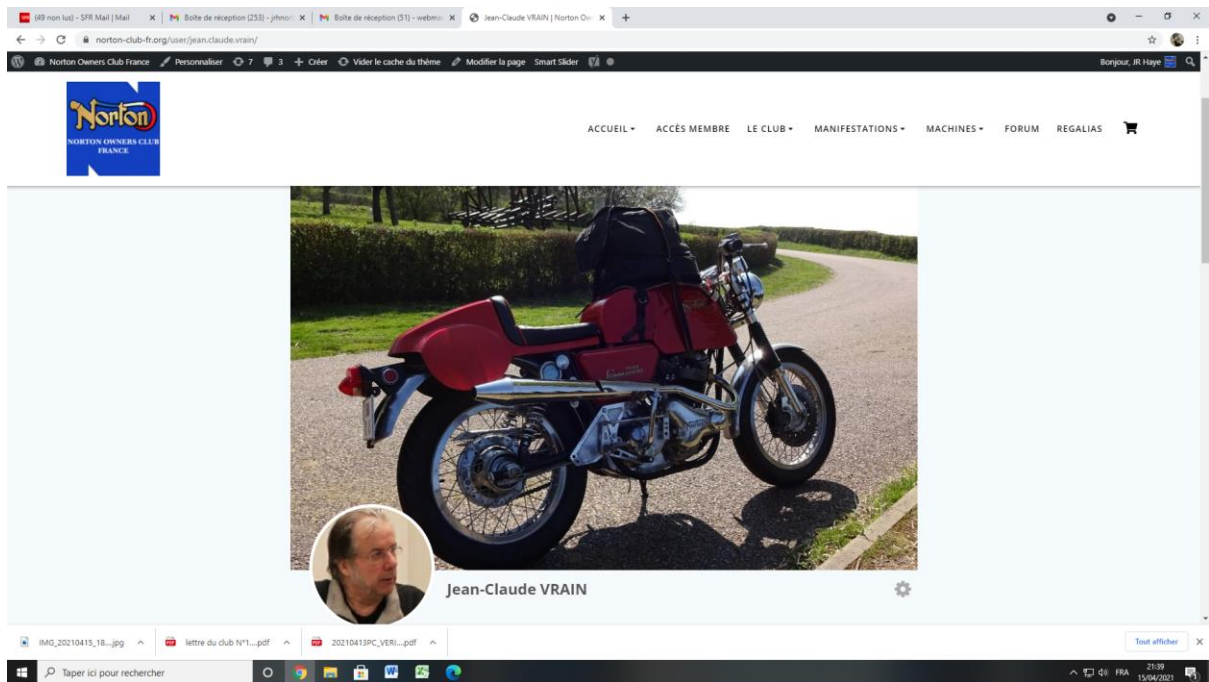 (49 non lus) - SFR Mail | Mail
Boîte de réception (253) - jrhnor
Boîte de réception (51) - webma
Jean-Claude VRAIN | Norton Ow
norton-club-fr.org/user/jean.claude.vrain/
Norton Owners Club France Personnaliser 7 3 Créer Vider le cache du thème Modifier la page Smart Slider
Bonjour, JR Haye
Norton
NORTON OWNERS CLUB
FRANCE
ACCUEIL ACCÈS MEMBRE LE CLUB MANIFESTATIONS MACHINES FORUM REGALIAS
Jean-Claude VRAIN
IMG_20210415_18....jpg
lettre du club N°1....pdf
20210413PC_VERI....pdf
Tout afficher
Taper ici pour rechercher
FRA
21:39
15/04/2021